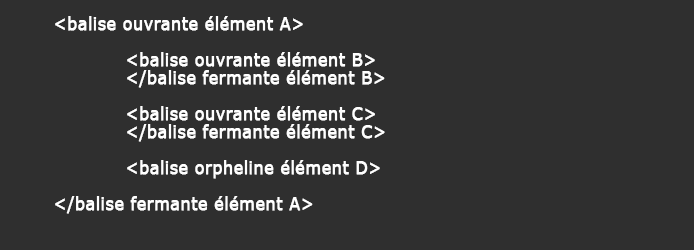 <balise ouvrante élément A>
<balise ouvrante élément B>
</balise fermante élément B>
<balise ouvrante élément C>
</balise fermante élément C>
<balise orpheline élément D>
</balise fermante élément A>